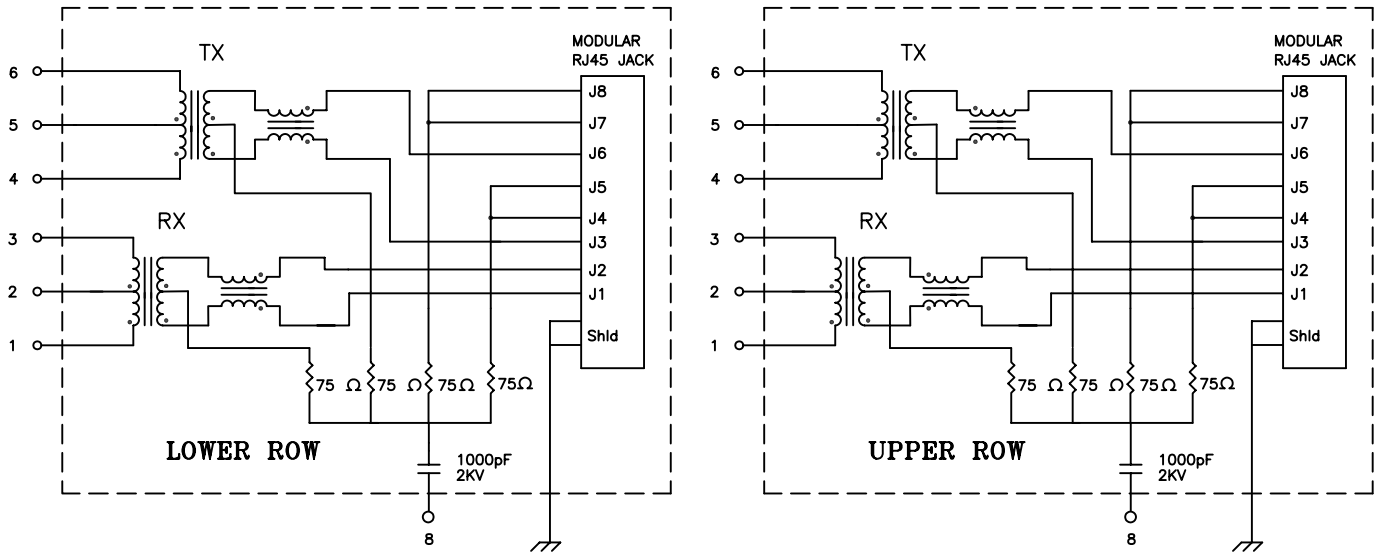 TX
MODULAR
RJ45 JACK
6
5
4
RX
3
2
1
J8
J7
J6
J5
J4
J3
J2
J1
Shld
75 Ω 75 Ω 75Ω 75Ω
LOWER ROW
1000pF
2KV
8
TX
MODULAR
RJ45 JACK
6
5
4
RX
3
2
1
J8
J7
J6
J5
J4
J3
J2
J1
Shld
75 Ω 75 Ω 75Ω 75Ω
UPPER ROW
1000pF
2KV
8